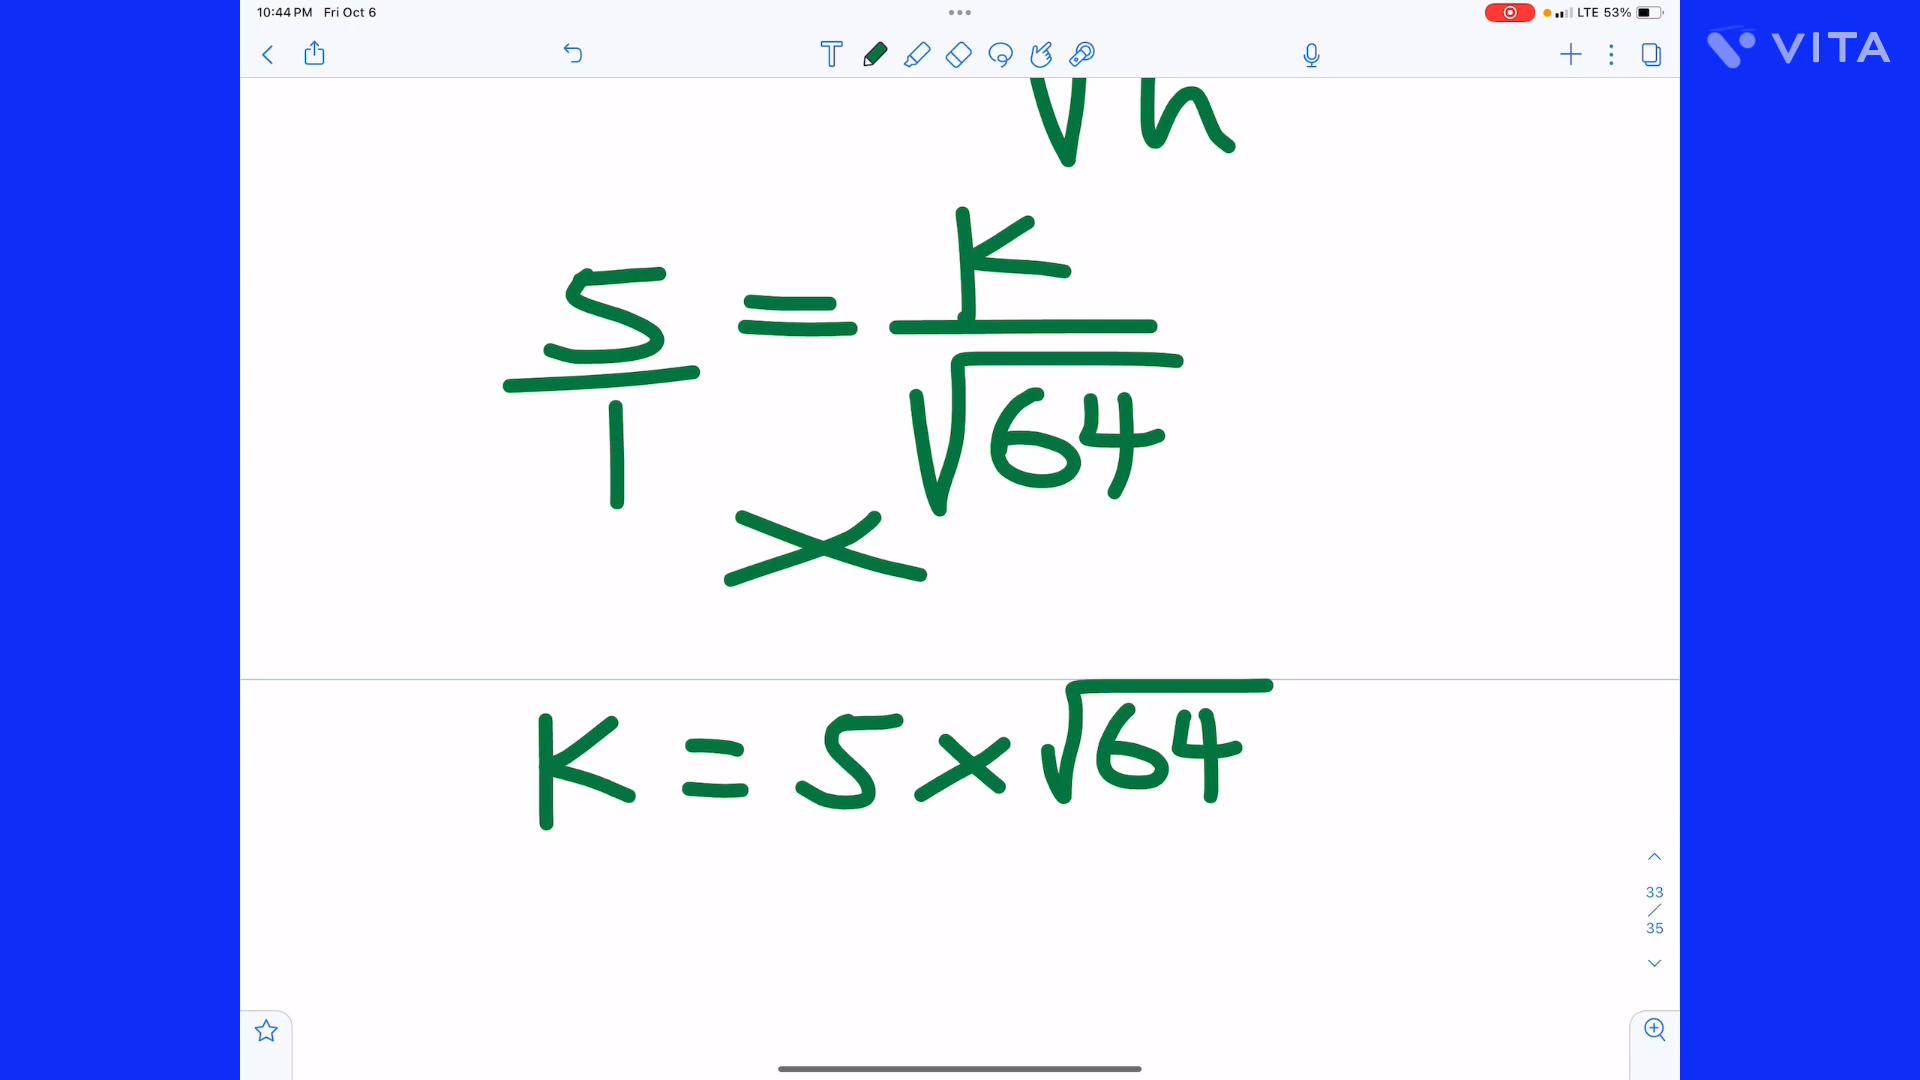 10:44 PM Fri Oct 6
LTE 53%
VITA
√h
5/1 = K/√64
×
K = 5 × √64
33
/
35